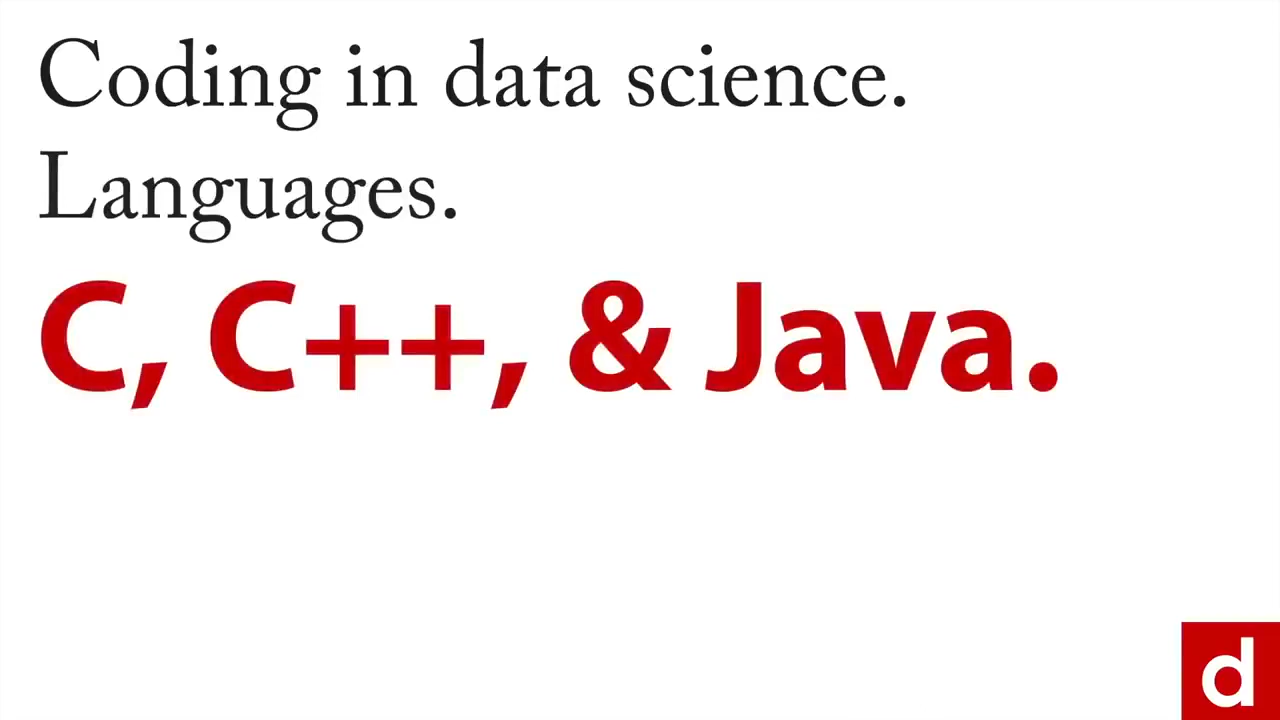 Coding in data science.
Languages.
C, C++, & Java.
d